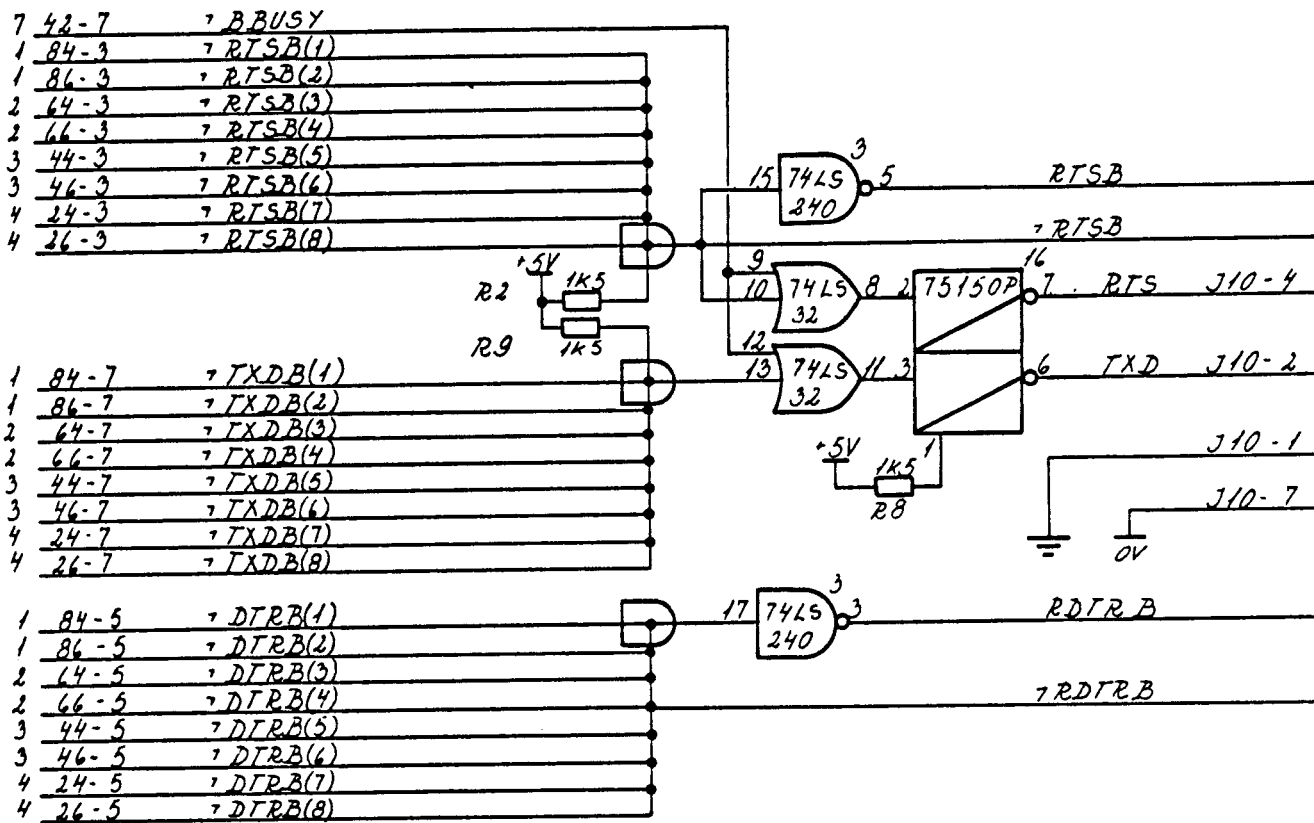 7 42-7 ¬ BBUSY
1 84-3 ¬ RTSB(1)
1 86-3 ¬ RTSB(2)
2 64-3 ¬ RTSB(3)
2 66-3 ¬ RTSB(4)
3 44-3 ¬ RTSB(5)
3 46-3 ¬ RTSB(6)
4 24-3 ¬ RTSB(7)
4 26-3 ¬ RTSB(8)
3
15 74LS 5 RTSB
240
¬ RTSB
16
+5V
R2 1K5
9
10 74LS 8 2 75150P 7 RTS J10-4
32
R9 1K5
12
13 74LS 11 3 6 TXD J10-2
32
1 84-7 ¬ TXDB(1)
1 86-7 ¬ TXDB(2)
2 64-7 ¬ TXDB(3)
2 66-7 ¬ TXDB(4)
3 44-7 ¬ TXDB(5)
3 46-7 ¬ TXDB(6)
4 24-7 ¬ TXDB(7)
4 26-7 ¬ TXDB(8)
+5V 1K5 1
R8
J10-1
J10-7
0V
1 84-5 ¬ DTRB(1)
1 86-5 ¬ DTRB(2)
2 64-5 ¬ DTRB(3)
2 66-5 ¬ DTRB(4)
3 44-5 ¬ DTRB(5)
3 46-5 ¬ DTRB(6)
4 24-5 ¬ DTRB(7)
4 26-5 ¬ DTRB(8)
3
17 74LS 3 RDTRB
240
¬ RDTRB